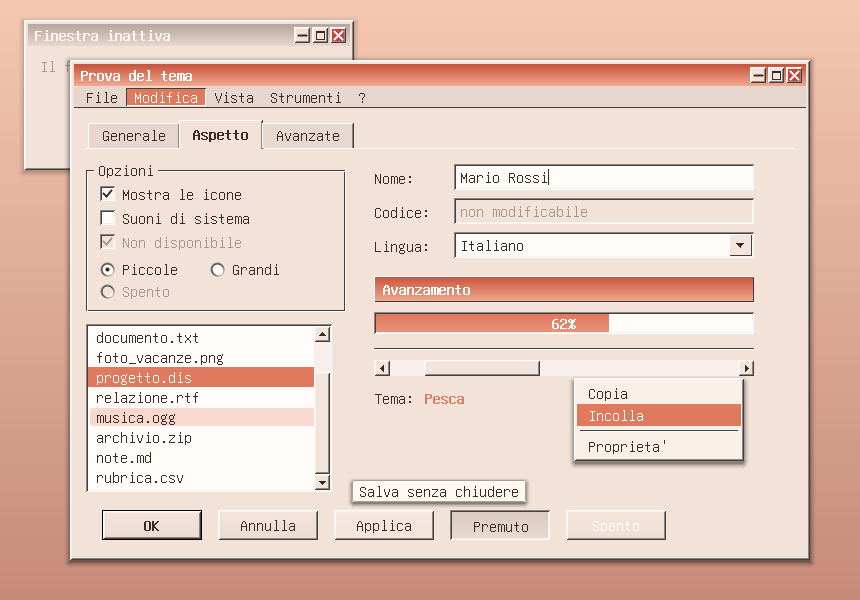 Finestra inattiva
Il f
Prova del tema
File Modifica Vista Strumenti ?
Generale Aspetto Avanzate
Opzioni
Mostra le icone
Suoni di sistema
Non disponibile
Piccole Grandi
Spento
Nome: Mario Rossi
Codice: non modificabile
Lingua: Italiano
Avanzamento
62%
documento.txt
foto_vacanze.png
progetto.dis
relazione.rtf
musica.ogg
archivio.zip
note.md
rubrica.csv
Tema: Pesca
Copia
Incolla
Proprieta'
Salva senza chiudere
OK Annulla Applica Premuto Spento